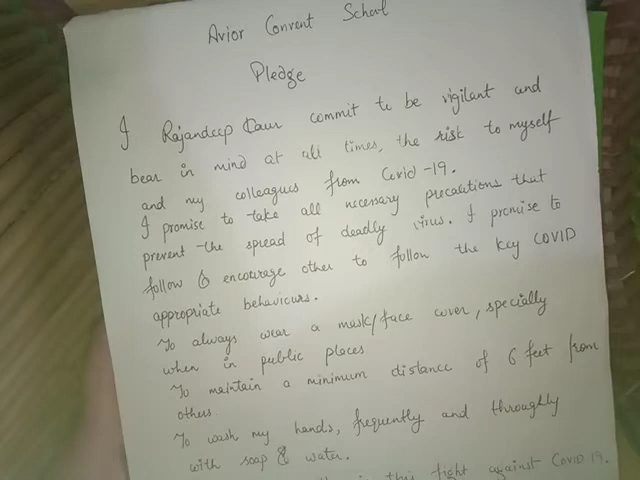 Avior Convent School
Pledge
I Rajandeep Kaur commit to be vigilant and
bear in mind at all times, the risk to myself
and my colleagues from Covid-19.
I promise to take all necessary precautions that
prevent the spread of deadly virus. I promise to
follow & encourage other to follow the key COVID
appropriate behaviours.
To always wear a mask/face cover, specially
when in public places
To maintain a minimum distance of 6 feet from
others.
To wash my hands, frequently and throughly
with soap & water.
in this fight against Covid 19.